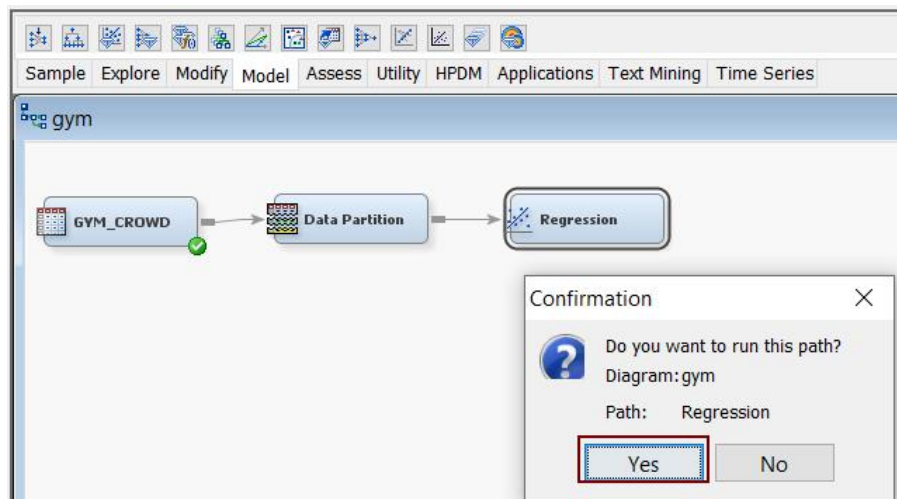 Sample Explore Modify Model Assess Utility HPDM Applications Text Mining Time Series
gym
GYM_CROWD Data Partition Regression
Confirmation
Do you want to run this path?
Diagram: gym
Path: Regression
Yes No